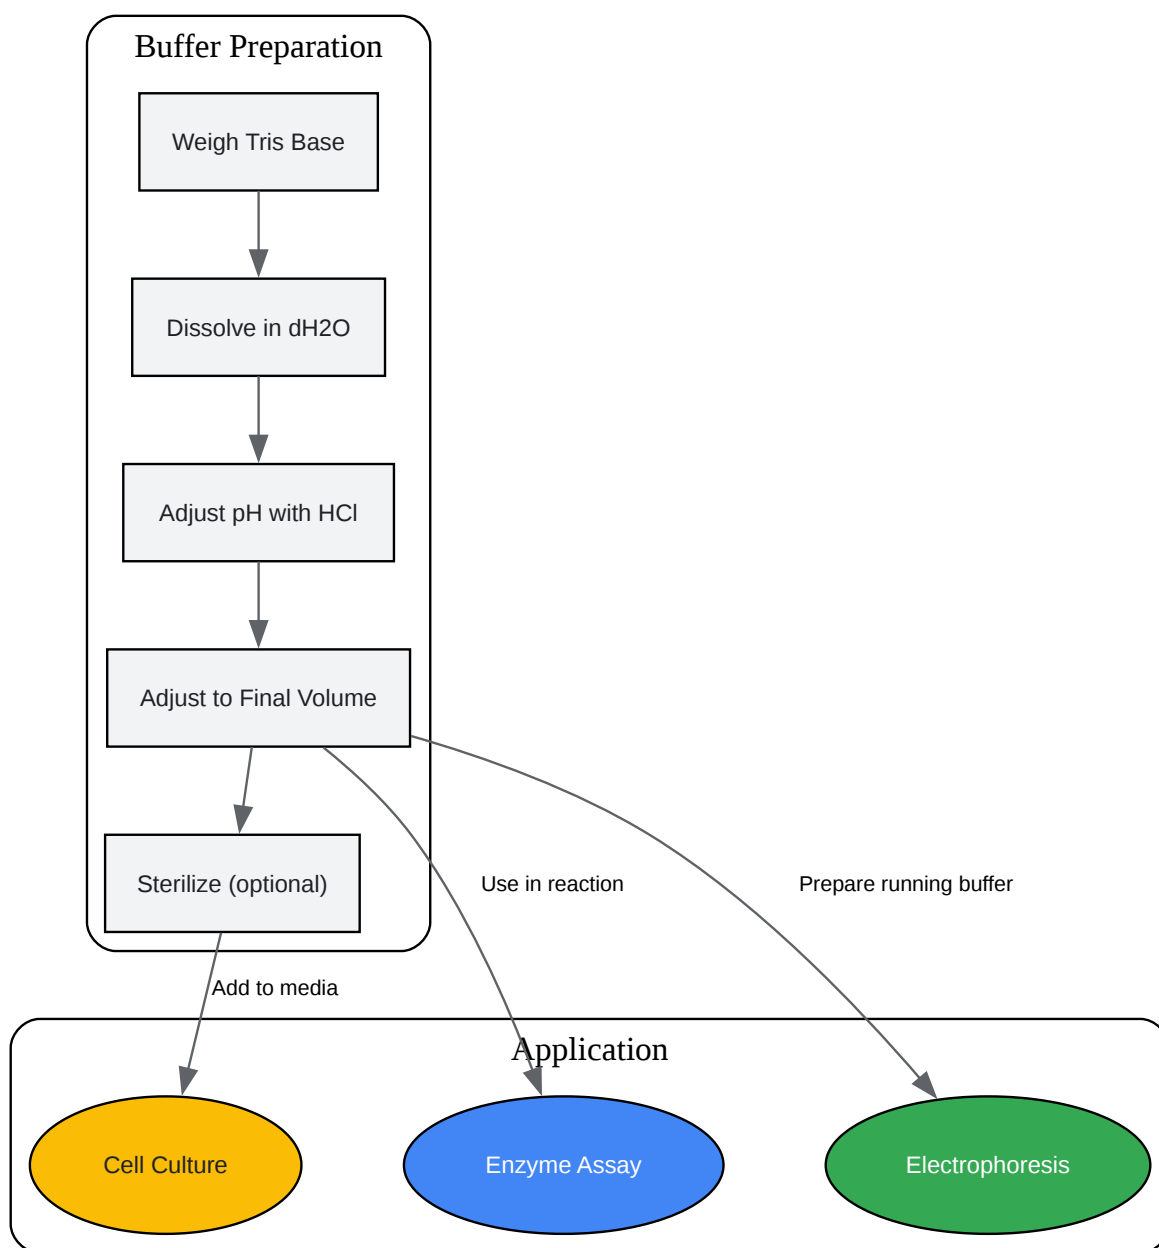 Buffer Preparation
Weigh Tris Base
Dissolve in dH2O
Adjust pH with HCl
Adjust to Final Volume
Sterilize (optional)
Use in reaction
Prepare running buffer
Add to media
Application
Cell Culture
Enzyme Assay
Electrophoresis